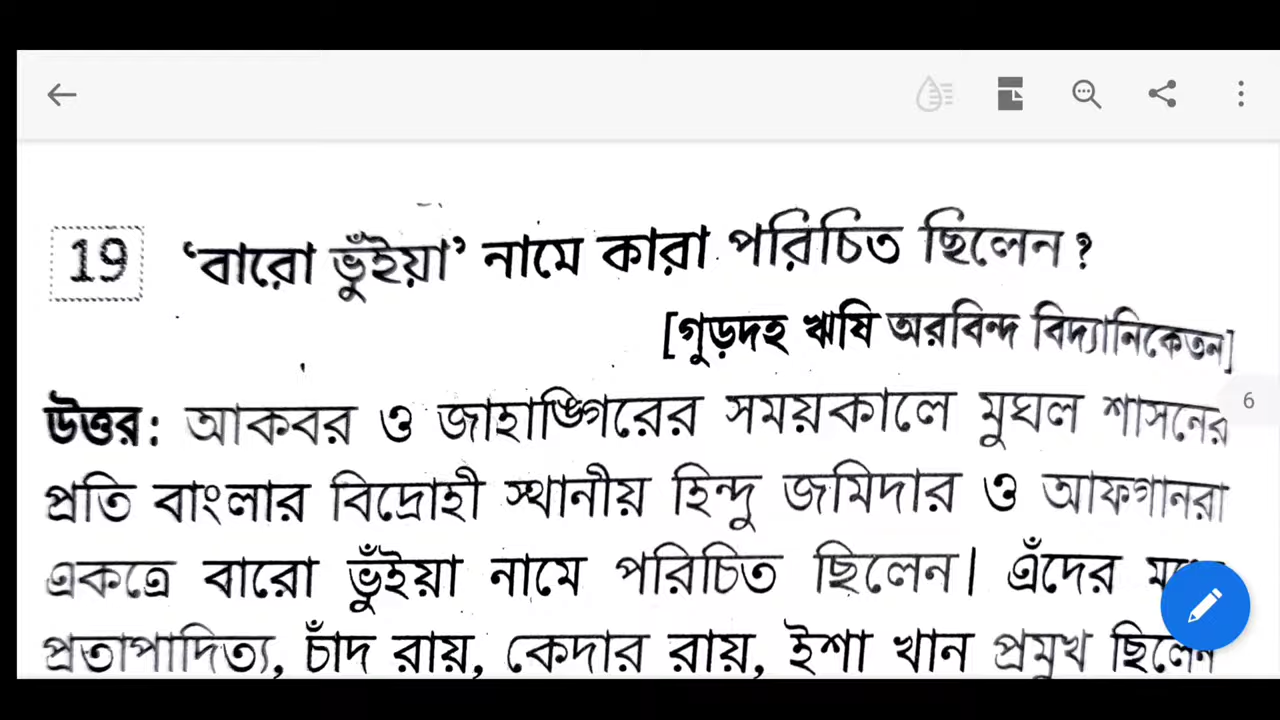 19 ‘বারো ভুঁইয়া’ নামে কারা পরিচিত ছিলেন?
[গুড়দহ ঋষি অরবিন্দ বিদ্যানিকেতন]
উত্তর: আকবর ও জাহাঙ্গিরের সময়কালে মুঘল শাসনের
6
প্রতি বাংলার বিদ্রোহী স্থানীয় হিন্দু জমিদার ও আফগানরা
একত্রে বারো ভুঁইয়া নামে পরিচিত ছিলেন। এঁদের
প্রতাপাদিত্য, চাঁদ রায়, কেদার রায়, ইশা খান প্রমুখ ছিলেন